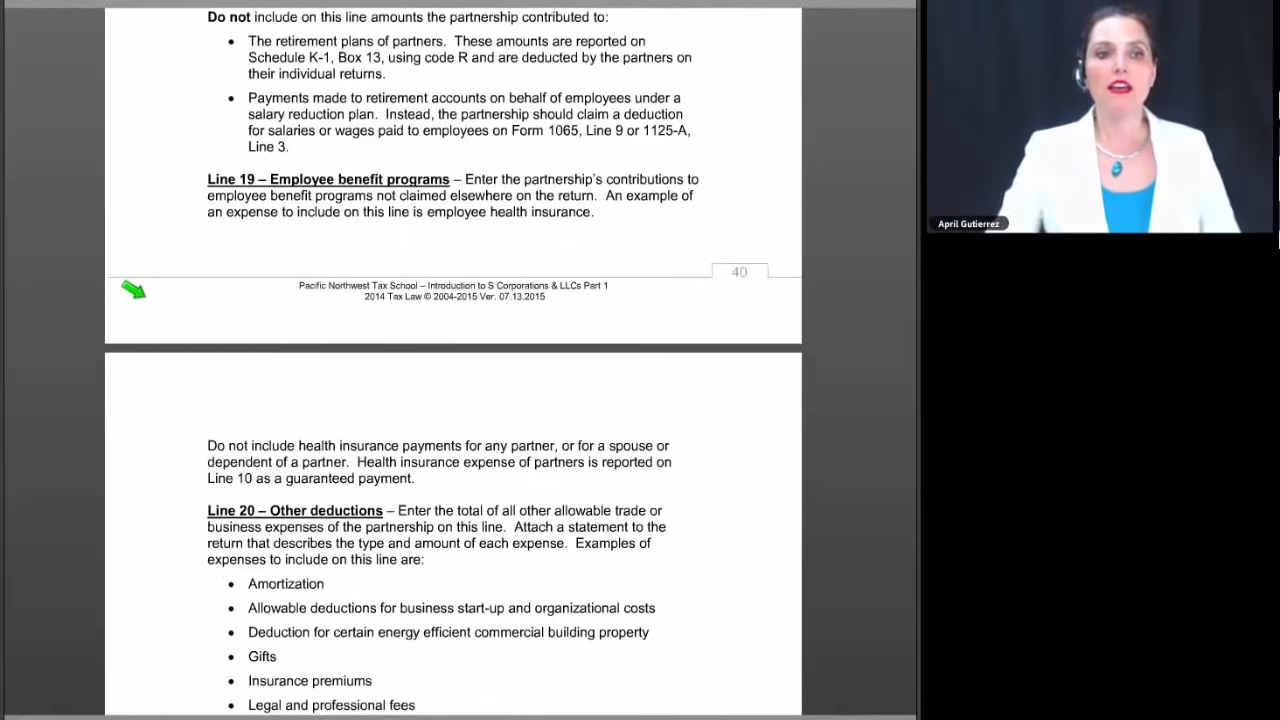 Do not include on this line amounts the partnership contributed to:
• The retirement plans of partners. These amounts are reported on
Schedule K-1, Box 13, using code R and are deducted by the partners on
their individual returns.
• Payments made to retirement accounts on behalf of employees under a
salary reduction plan. Instead, the partnership should claim a deduction
for salaries or wages paid to employees on Form 1065, Line 9 or 1125-A,
Line 3.
Line 19 – Employee benefit programs – Enter the partnership's contributions to
employee benefit programs not claimed elsewhere on the return. An example of
an expense to include on this line is employee health insurance.
40
Pacific Northwest Tax School – Introduction to S Corporations & LLCs Part 1
2014 Tax Law © 2004-2015 Ver. 07.13.2015
Do not include health insurance payments for any partner, or for a spouse or
dependent of a partner. Health insurance expense of partners is reported on
Line 10 as a guaranteed payment.
Line 20 – Other deductions – Enter the total of all other allowable trade or
business expenses of the partnership on this line. Attach a statement to the
return that describes the type and amount of each expense. Examples of
expenses to include on this line are:
• Amortization
• Allowable deductions for business start-up and organizational costs
• Deduction for certain energy efficient commercial building property
• Gifts
• Insurance premiums
• Legal and professional fees
April Gutierrez